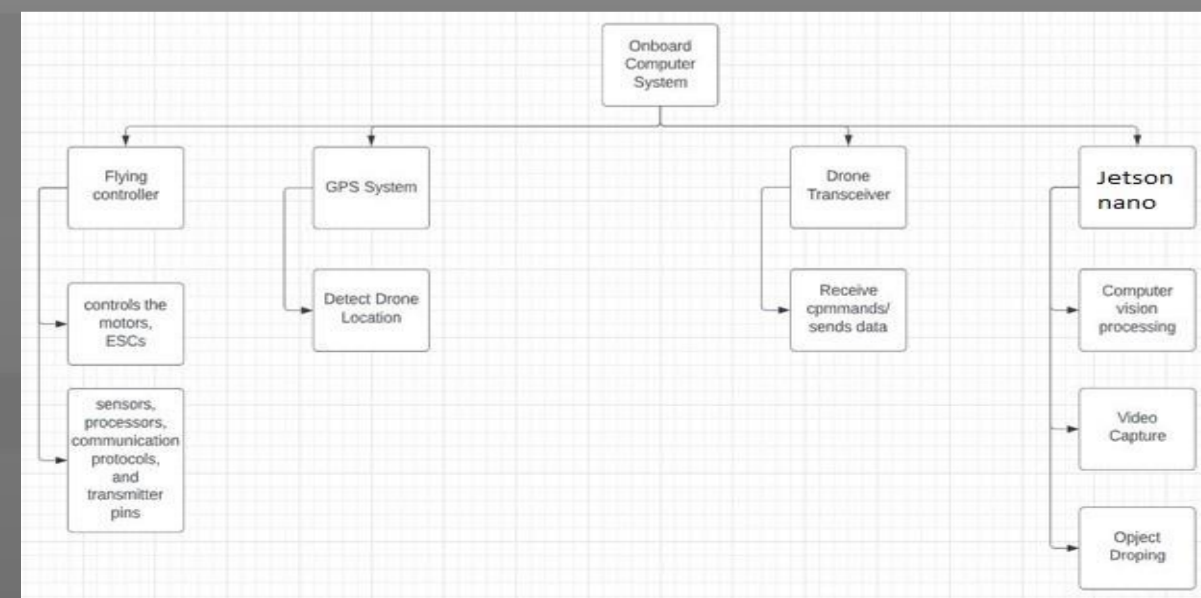 Onboard
Computer
System
Flying
controller
GPS System
Drone
Transceiver
Jetson
nano
controls the
motors,
ESCs
Detect Drone
Location
Receive
cpmmands/
sends data
Computer
vision
processing
sensors,
processors,
communication
protocols,
and
transmitter
pins
Video
Capture
Opject
Droping